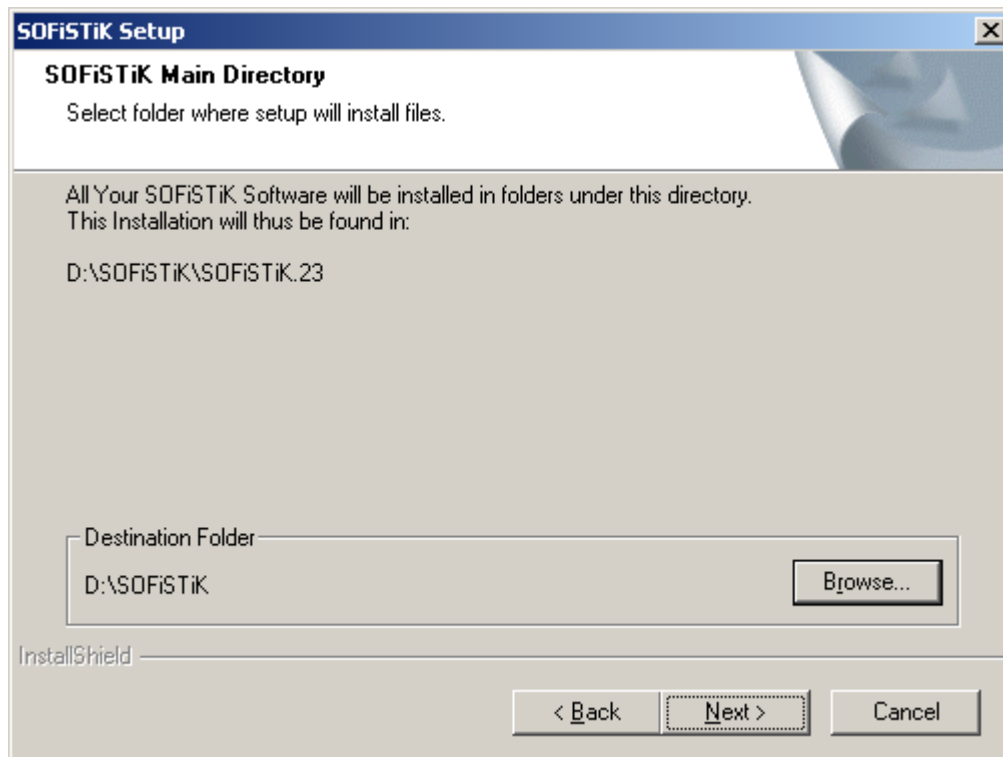 SOFiSTiK Setup
SOFiSTiK Main Directory
Select folder where setup will install files.
All Your SOFiSTiK Software will be installed in folders under this directory.
This Installation will thus be found in:
D:\SOFiSTiK\SOFiSTiK.23
Destination Folder
D:\SOFiSTiK
Browse...
InstallShield
< Back
Next >
Cancel